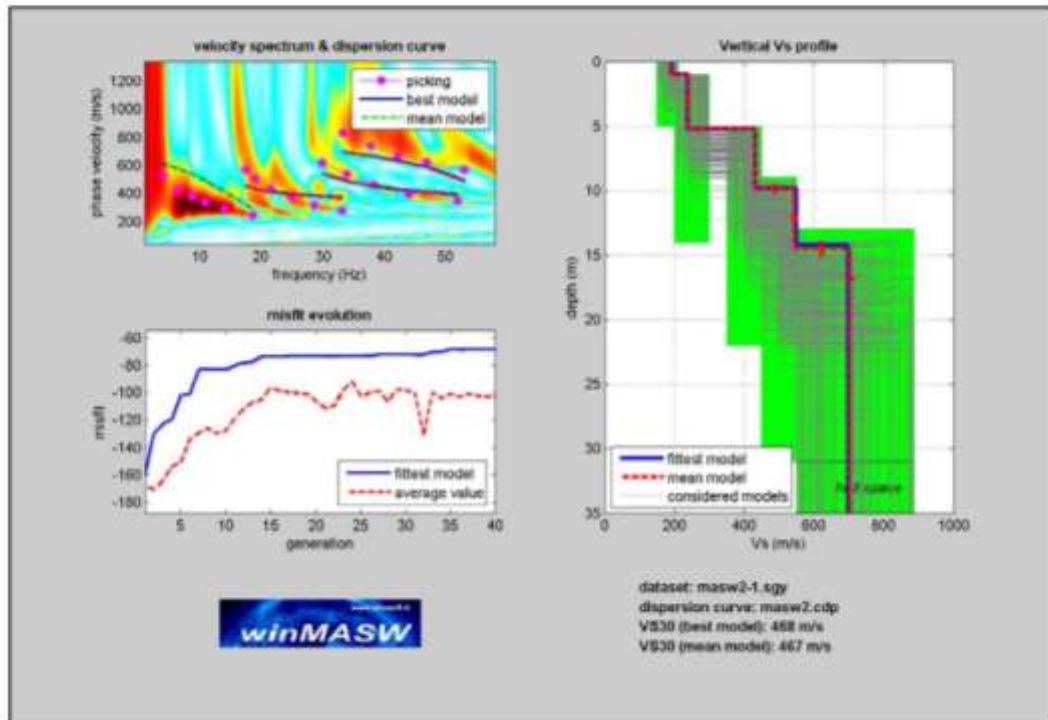 velocity spectrum & dispersion curve
1200
1000
800
600
400
200
10
20
30
40
50
phase velocity (m/s)
frequency (Hz)
picking
best model
mean model
misfit evolution
-60
-80
-100
-120
-140
-160
-180
5
10
15
20
25
30
35
40
misfit
generation
fittest model
average value
Vertical Vs profile
0
5
10
15
20
25
30
35
0
200
400
600
800
1000
depth (m)
Vs (m/s)
fittest model
mean model
considered models
half space
winMASW
dataset: masw2-1.sgy
dispersion curve: masw2.cdp
VS30 (best model): 468 m/s
VS30 (mean model): 467 m/s